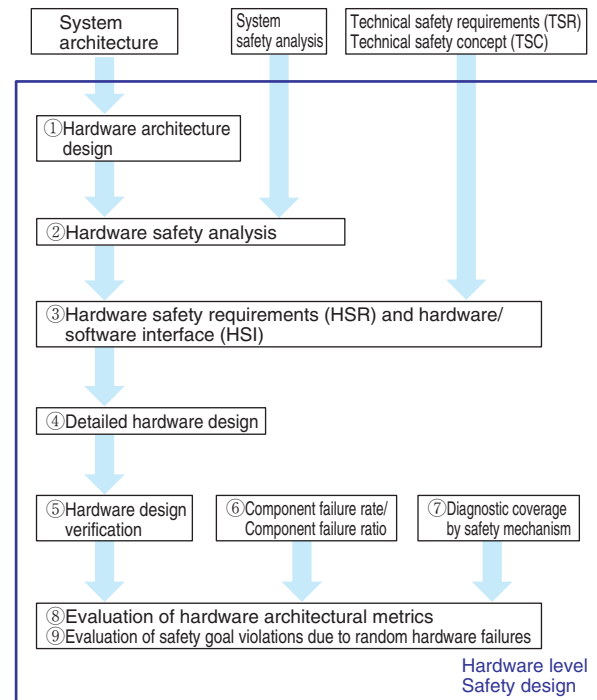 System
architecture
System
safety analysis
Technical safety requirements (TSR)
Technical safety concept (TSC)
①Hardware architecture
design
②Hardware safety analysis
③Hardware safety requirements (HSR) and hardware/
software interface (HSI)
④Detailed hardware design
⑤Hardware design
verification
⑥Component failure rate/
Component failure ratio
⑦Diagnostic coverage
by safety mechanism
⑧Evaluation of hardware architectural metrics
⑨Evaluation of safety goal violations due to random hardware failures
Hardware level
Safety design